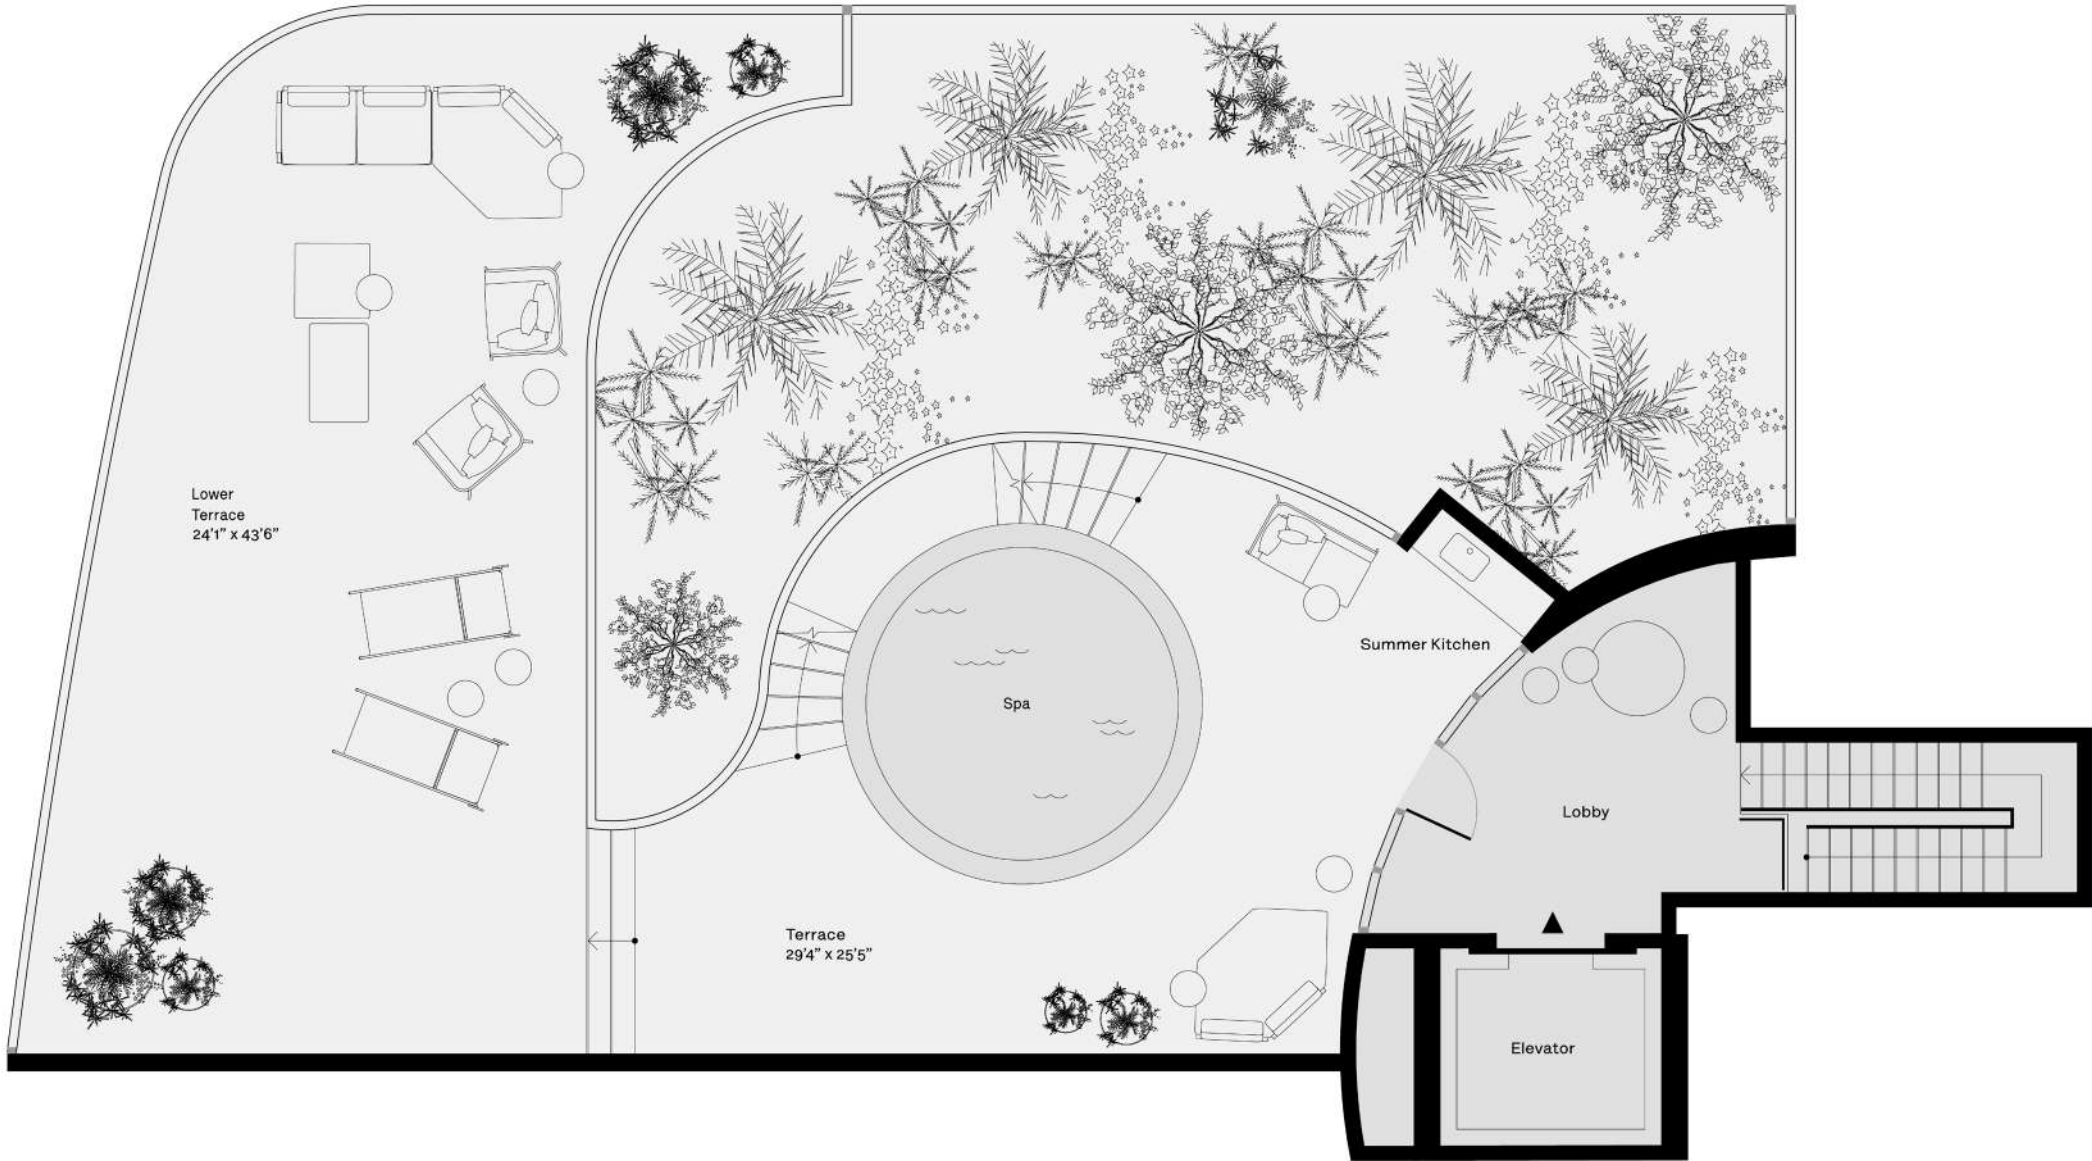 Lower
Terrace
24'1" x 43'6"
Summer Kitchen
Spa
Lobby
Terrace
29'4" x 25'5"
Elevator